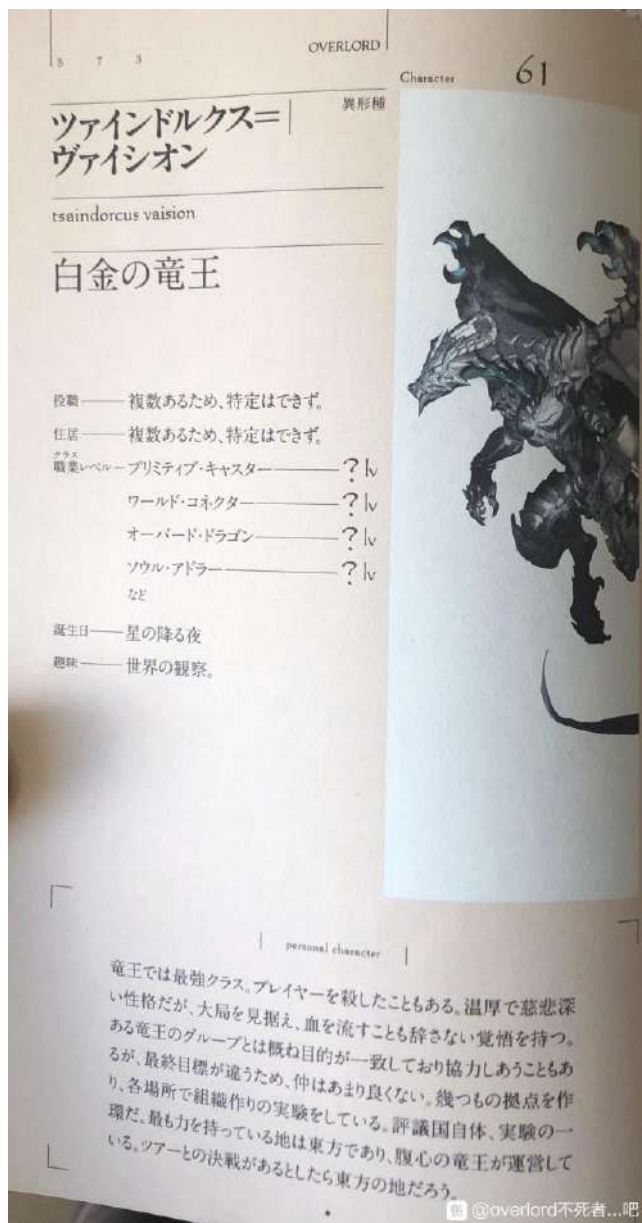 573
OVERLORD
Character 61
ツァインドルクス=
ヴァイシオン
異形種
tsaindorcus vaision
白金の竜王
役職――複数あるため、特定はできず。
住居――複数あるため、特定はできず。
クラス
職業レベル―プリミティブ・キャスター――?lv
ワールド・コネクター――?lv
オーバード・ドラゴン――?lv
ソウル・アドラー――?lv
など
誕生日――星の降る夜
趣味――世界の観察。
personal character
竜王では最強クラス。プレイヤーを殺したこともある。温厚で慈悲深
い性格だが、大局を見据え、血を流すことも辞さない覚悟を持つ。
ある竜王のグループとは概ね目的が一致しており協力しあうこともあ
るが、最終目標が違うため、仲はあまり良くない。幾つもの拠点を作
り、各場所で組織作りの実験をしている。評議国自体、実験の一
環だ。最も力を持っている地は東方であり、腹心の竜王が運営して
いる。ツアーとの決戦があるとしたら東方の地だろう。
@overlord不死者...吧